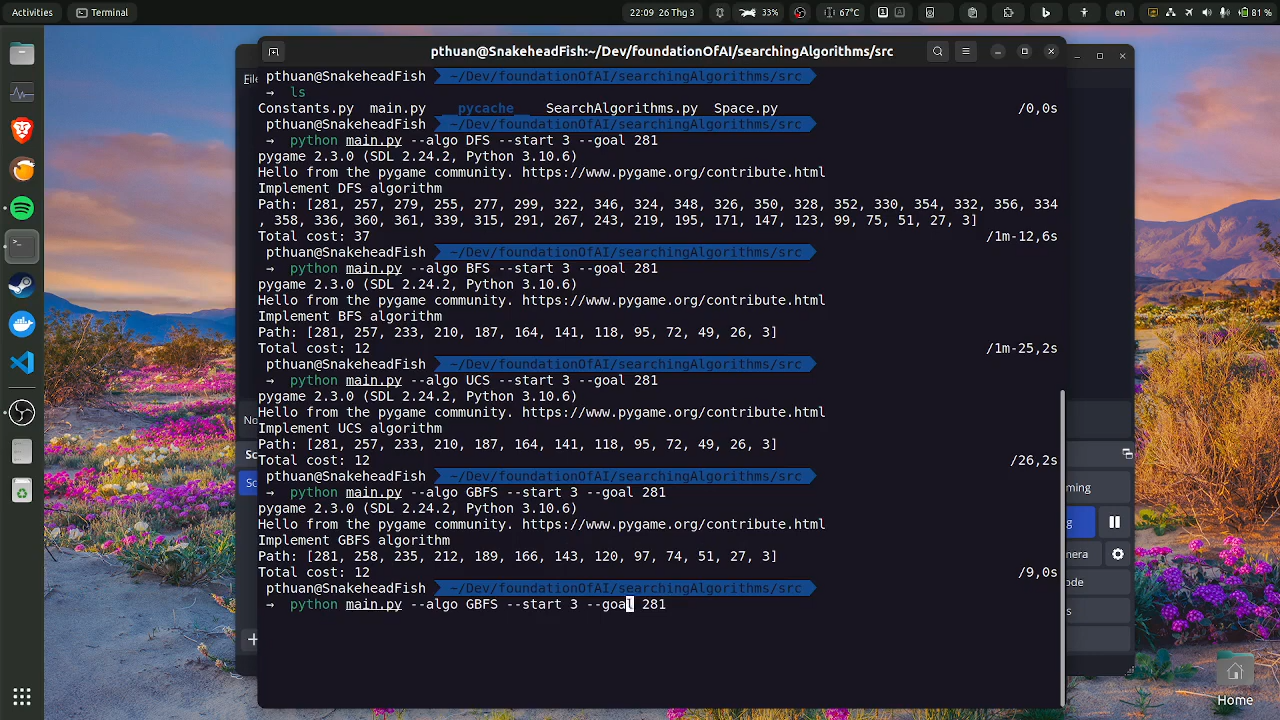 Activities
Terminal
22:09 26 Thg 3
33%
67°C
en
81 %
pthuan@SnakeheadFish:~/Dev/foundationOfAI/searchingAlgorithms/src
File
pthuan@SnakeheadFish ~/Dev/foundationOfAI/searchingAlgorithms/src
→ ls
Constants.py main.py __pycache__ SearchAlgorithms.py Space.py /0,0s
pthuan@SnakeheadFish ~/Dev/foundationOfAI/searchingAlgorithms/src
→ python main.py --algo DFS --start 3 --goal 281
pygame 2.3.0 (SDL 2.24.2, Python 3.10.6)
Hello from the pygame community. https://www.pygame.org/contribute.html
Implement DFS algorithm
Path: [281, 257, 279, 255, 277, 299, 322, 346, 324, 348, 326, 350, 328, 352, 330, 354, 332, 356, 334
, 358, 336, 360, 361, 339, 315, 291, 267, 243, 219, 195, 171, 147, 123, 99, 75, 51, 27, 3]
Total cost: 37 /1m-12,6s
pthuan@SnakeheadFish ~/Dev/foundationOfAI/searchingAlgorithms/src
→ python main.py --algo BFS --start 3 --goal 281
pygame 2.3.0 (SDL 2.24.2, Python 3.10.6)
Hello from the pygame community. https://www.pygame.org/contribute.html
Implement BFS algorithm
Path: [281, 257, 233, 210, 187, 164, 141, 118, 95, 72, 49, 26, 3]
Total cost: 12 /1m-25,2s
pthuan@SnakeheadFish ~/Dev/foundationOfAI/searchingAlgorithms/src
→ python main.py --algo UCS --start 3 --goal 281
pygame 2.3.0 (SDL 2.24.2, Python 3.10.6)
Hello from the pygame community. https://www.pygame.org/contribute.html
Implement UCS algorithm
Path: [281, 257, 233, 210, 187, 164, 141, 118, 95, 72, 49, 26, 3]
Total cost: 12 /26,2s
pthuan@SnakeheadFish ~/Dev/foundationOfAI/searchingAlgorithms/src
→ python main.py --algo GBFS --start 3 --goal 281
pygame 2.3.0 (SDL 2.24.2, Python 3.10.6)
Hello from the pygame community. https://www.pygame.org/contribute.html
Implement GBFS algorithm
Path: [281, 258, 235, 212, 189, 166, 143, 120, 97, 74, 51, 27, 3]
Total cost: 12 /9,0s
pthuan@SnakeheadFish ~/Dev/foundationOfAI/searchingAlgorithms/src
→ python main.py --algo GBFS --start 3 --goal 281
Home